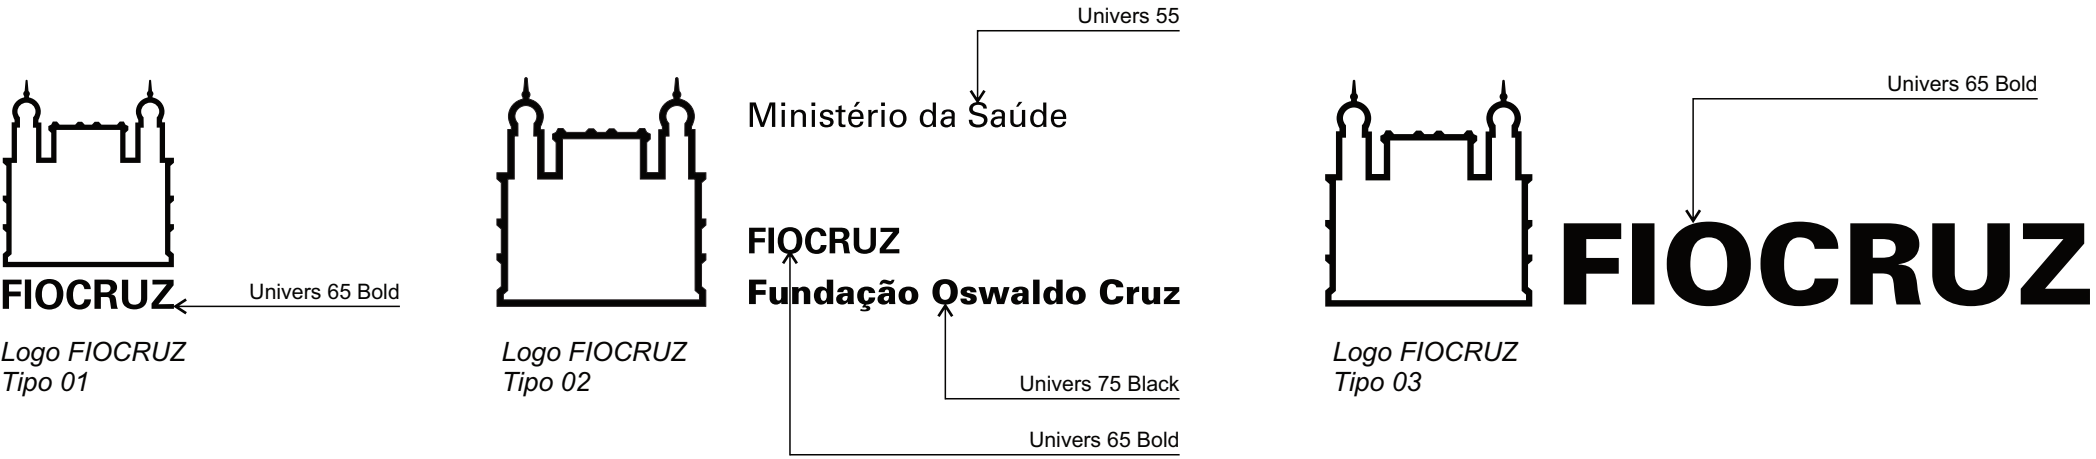 FIOCRUZ
Univers 65 Bold
Logo FIOCRUZ
Tipo 01
Univers 55
Ministério da Saúde
FIOCRUZ
Fundação Oswaldo Cruz
Logo FIOCRUZ
Tipo 02
Univers 75 Black
Univers 65 Bold
Univers 65 Bold
FIOCRUZ
Logo FIOCRUZ
Tipo 03